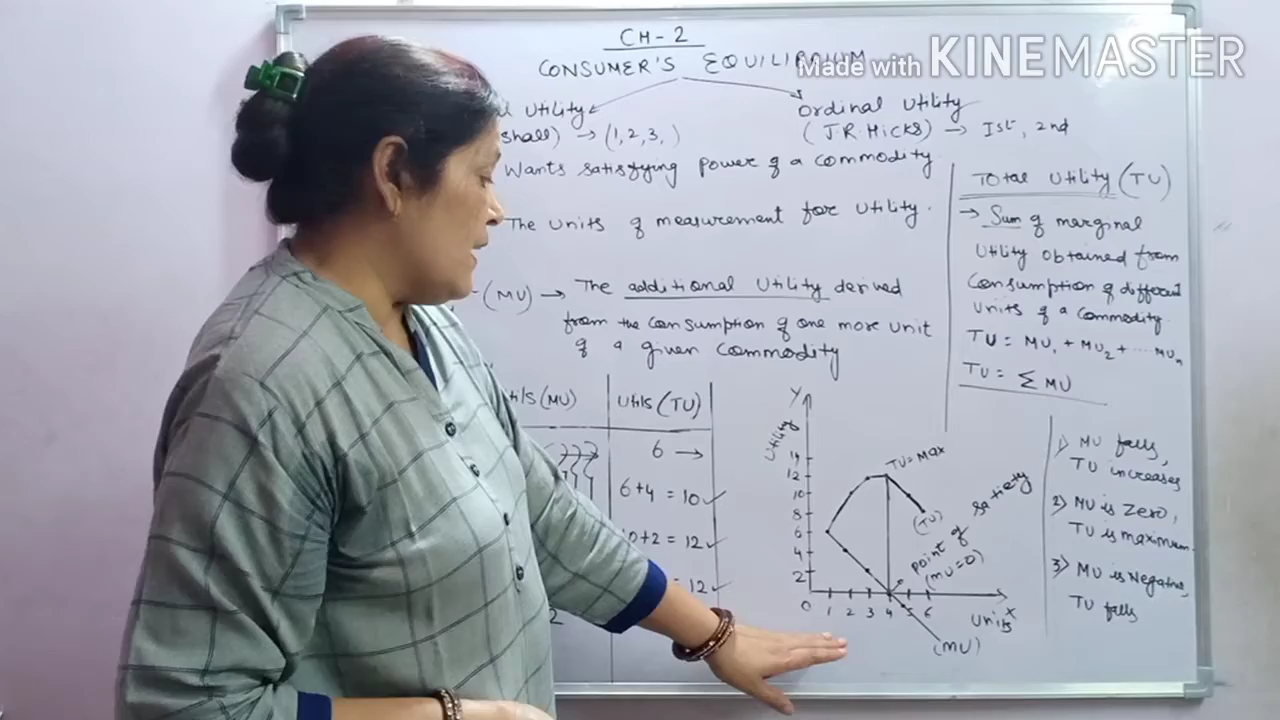 CH-2
CONSUMER'S EQUILIBRIUM
Made with KINEMASTER
Utility
Ordinal Utility
(1, 2, 3, )
(J.R. Hicks) → Ist, 2nd
Wants satisfying power of a commodity
The units of measurement for utility.
(MU) → The additional Utility derived
from the consumption of one more unit
of a given commodity
Total Utility (TU)
→ Sum of marginal
Utility obtained from
consumption of different
units of a commodity.
TU = MU1 + MU2 + ....MUn
TU = Σ MU
(MU)
Utils (TU)
6 →
6+4 = 10
+2 = 12
= 12
2
Y
Utility
14
12
10
8
6
4
2
0
1 2 3 4 5 6
X
Units
TU = Max
(TU)
Point of satiety
(MU=0)
(MU)
1) MU falls,
TU increases
2) MU is zero,
TU is maximum
3) MU is Negative,
TU falls